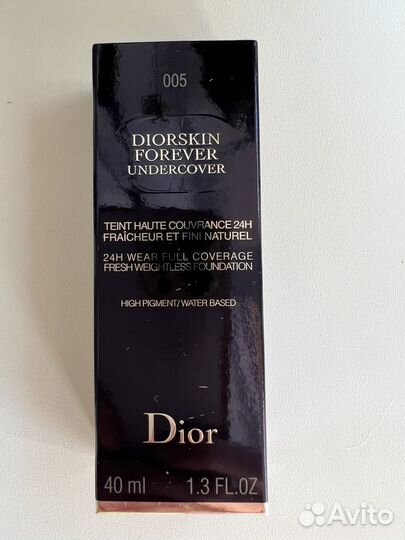 005
DIORSKIN
FOREVER
UNDERCOVER
TEINT HAUTE COUVRANCE 24H
FRAÎCHEUR ET FINI NATUREL
24H WEAR FULL COVERAGE
FRESH WEIGHTLESS FOUNDATION
HIGH PIGMENT/WATER BASED
Dior
40 ml 1.3 FL.OZ
Avito